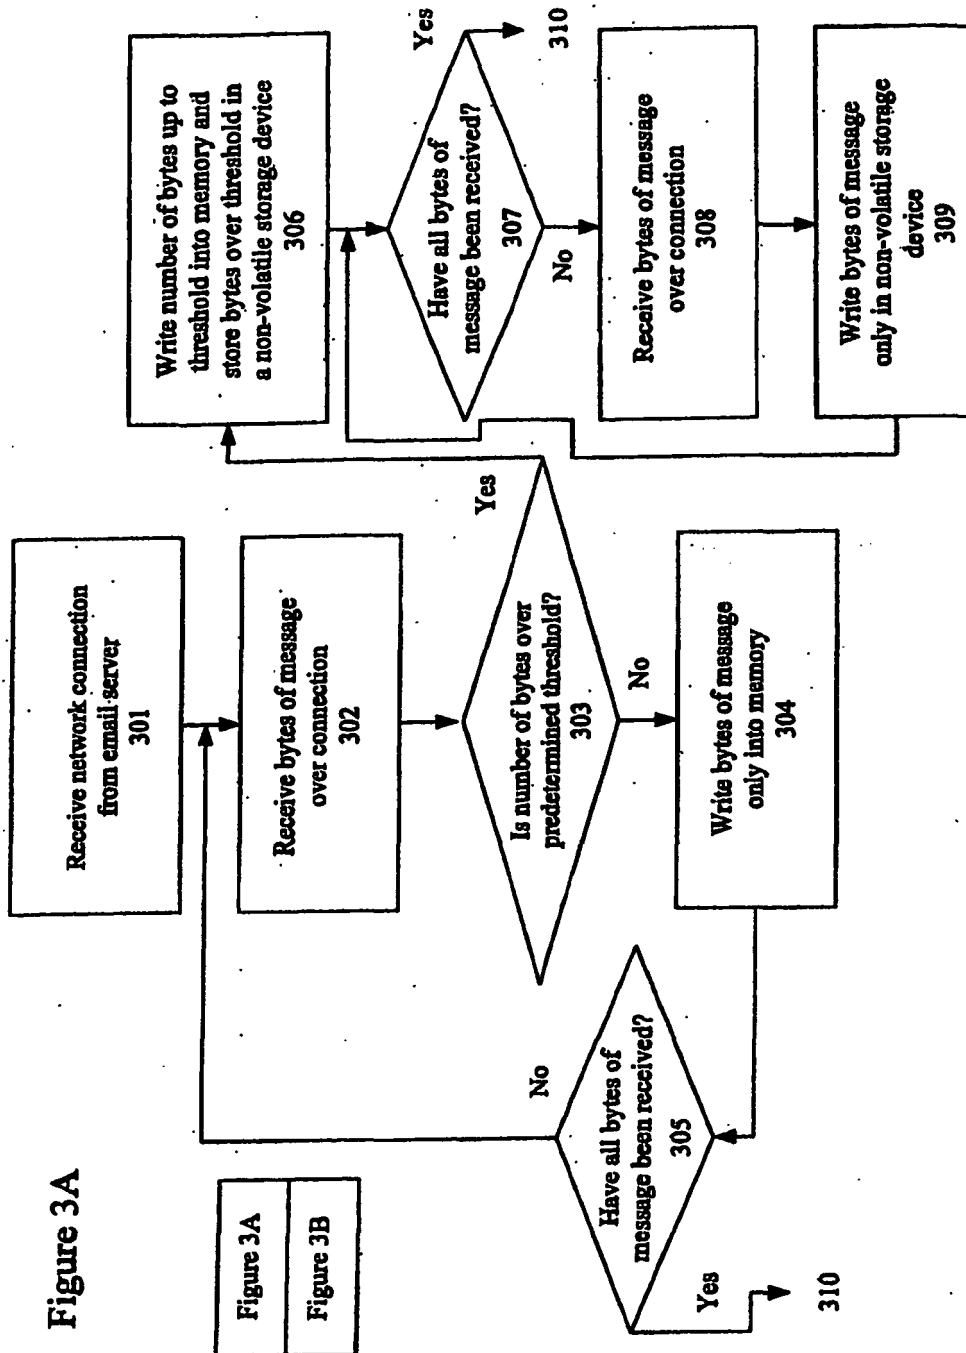 Figure 3A
Figure 3A
Figure 3B
Receive network connection
from email server
301
Receive bytes of message
over connection
302
Is number of bytes over
predetermined threshold?
303
Yes
No
Write bytes of message
only into memory
304
Have all bytes of
message been received?
305
No
Yes
310
Write number of bytes up to
threshold into memory and
store bytes over threshold in
a non-volatile storage device
306
Have all bytes of
message been received?
307
Yes
310
No
Receive bytes of message
over connection
308
Write bytes of message
only in non-volatile storage
device
309